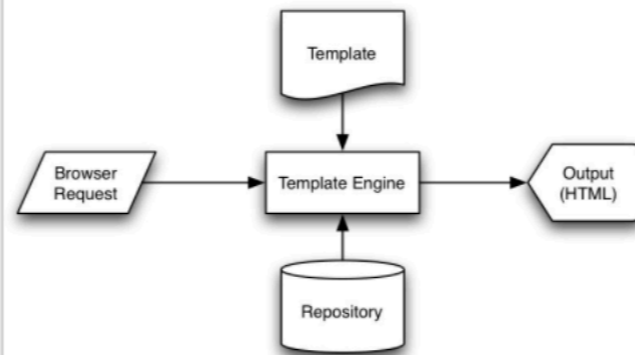 Template
Browser
Request
Template Engine
Output
(HTML)
Repository